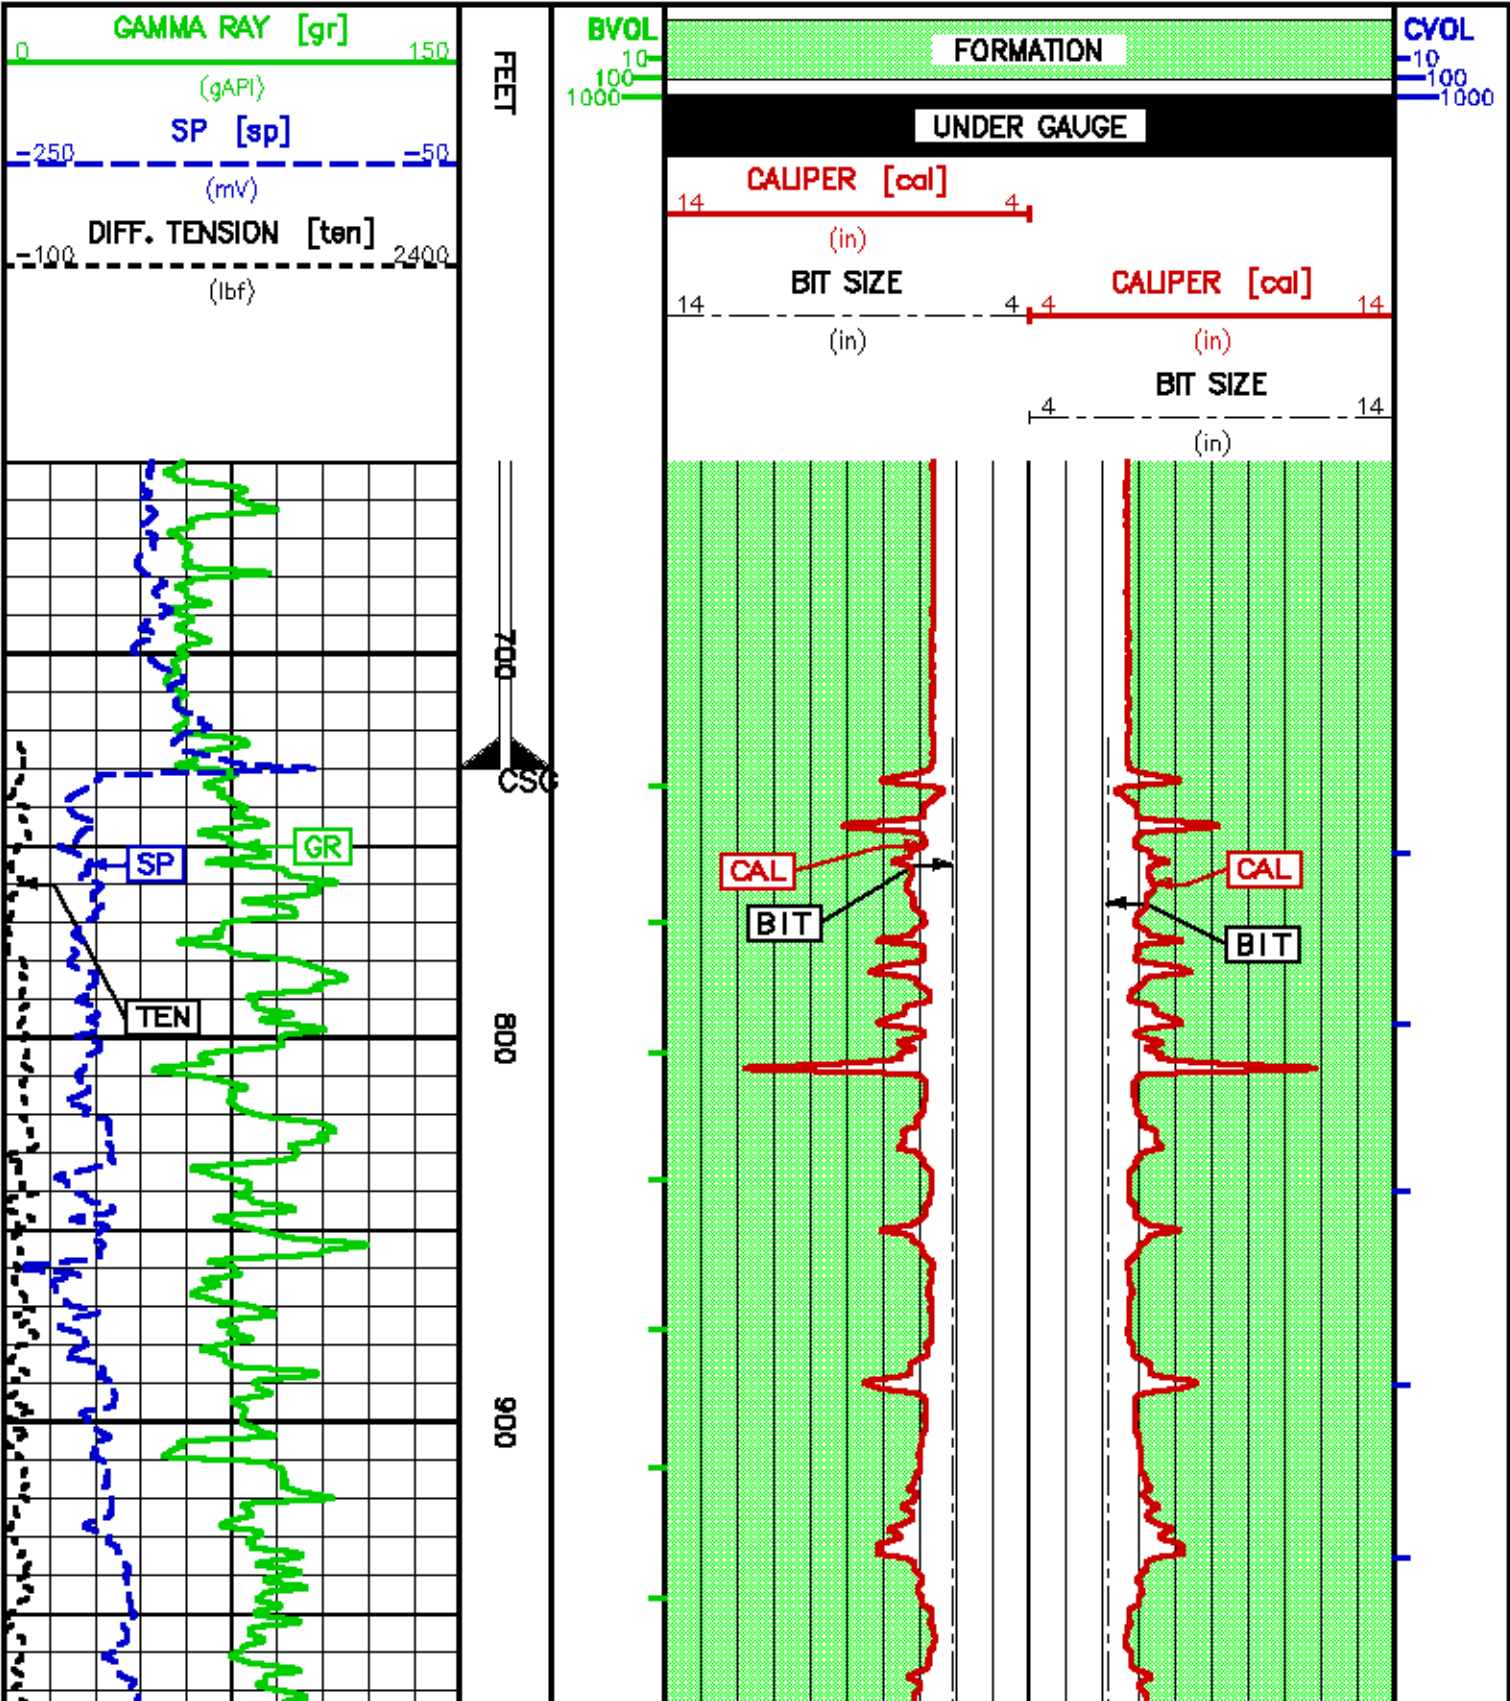 GAMMA RAY [gr]
0 150
(gAPI)
SP [sp]
-250 -50
(mV)
DIFF. TENSION [ten]
-100 2400
(lbf)
FEET
BVOL
10
100
1000
FORMATION
UNDER GAUGE
CALIPER [cal]
14 4
(in)
BIT SIZE
14 4
(in)
CALIPER [cal]
4 14
(in)
BIT SIZE
4 14
(in)
CVOL
10
100
1000
700
CSG
GR
SP
TEN
800
900
CAL
BIT
CAL
BIT